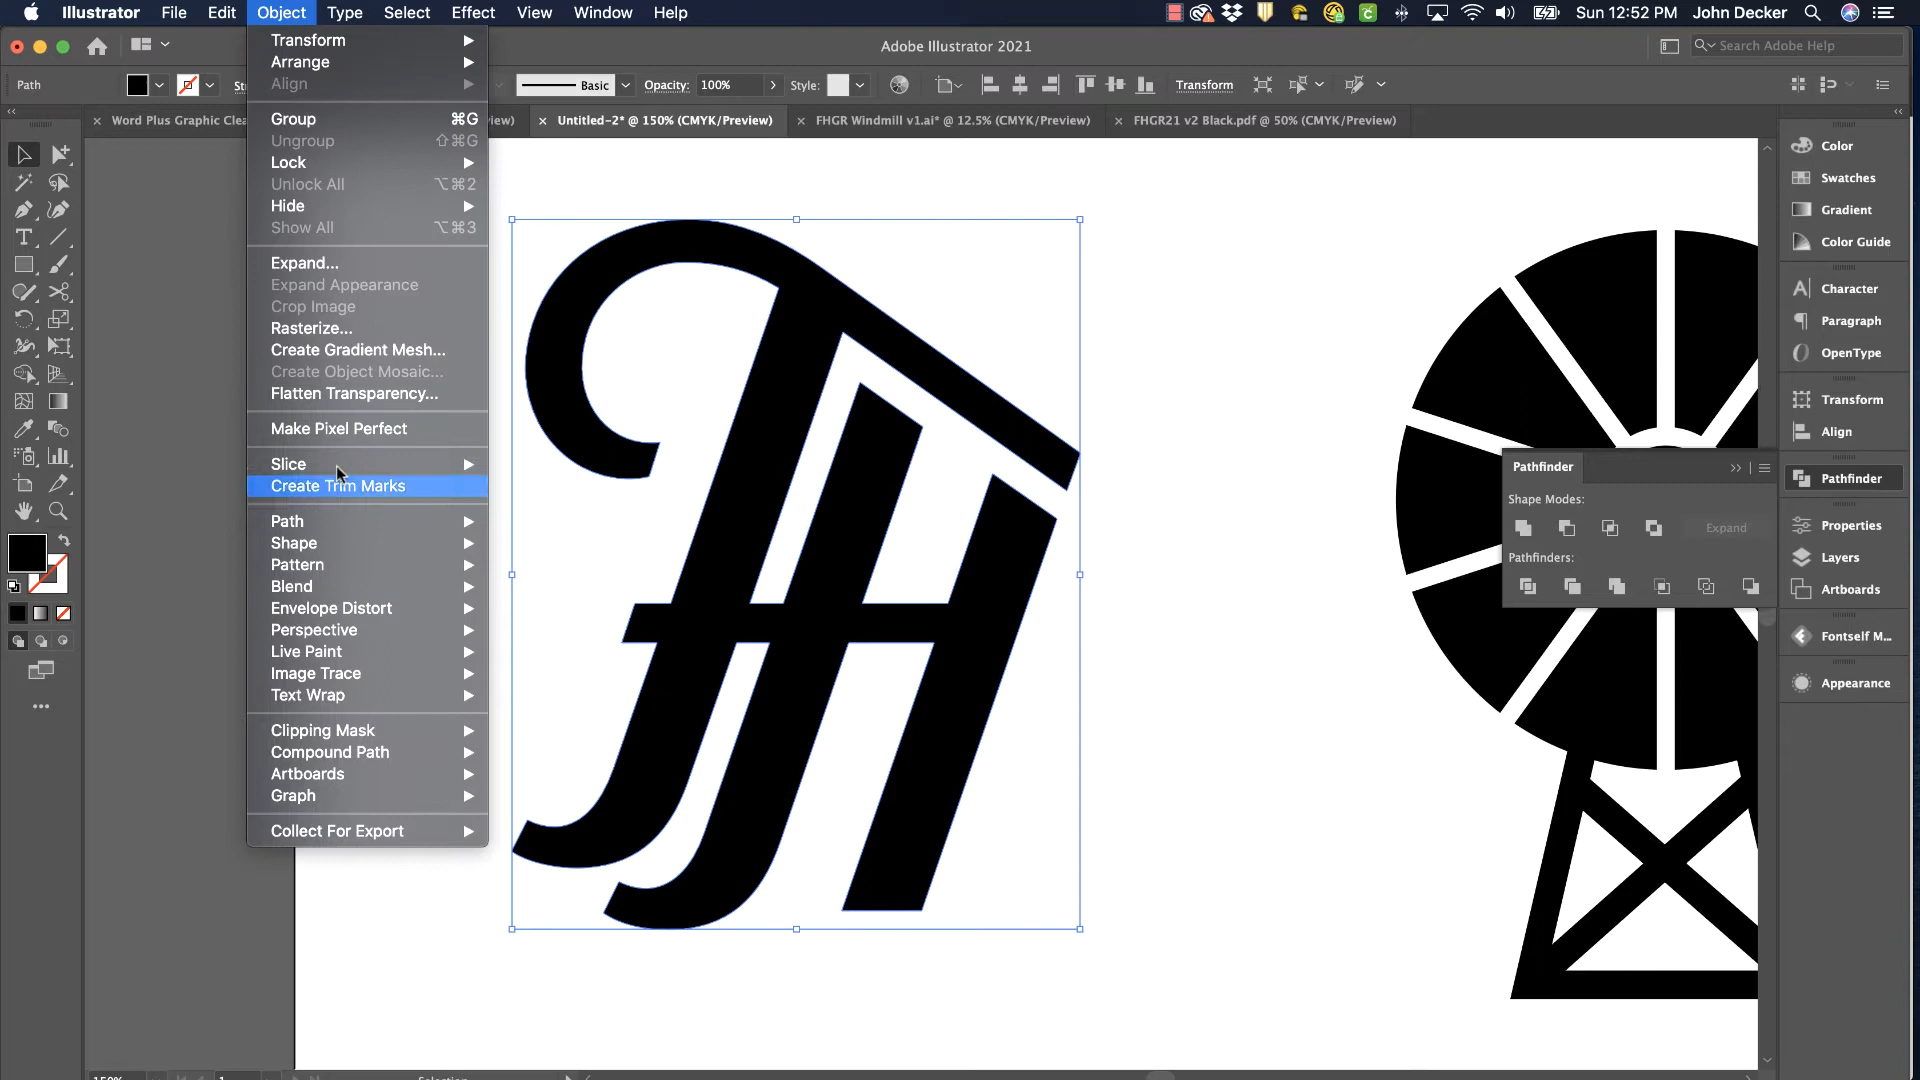 Illustrator File Edit Object Type Select Effect View Window Help Sun 12:52 PM John Decker
Adobe Illustrator 2021 Search Adobe Help
Path Basic Opacity: 100% Style: Transform
Word Plus Graphic Clea Untitled-2* @ 150% (CMYK/Preview) FHGR Windmill v1.ai* @ 12.5% (CMYK/Preview) FHGR21 v2 Black.pdf @ 50% (CMYK/Preview)
Transform
Arrange
Align
Group ⌘G
Ungroup ⇧⌘G
Lock
Unlock All ⌥⌘2
Hide
Show All ⌥⌘3
Expand...
Expand Appearance
Crop Image
Rasterize...
Create Gradient Mesh...
Create Object Mosaic...
Flatten Transparency...
Make Pixel Perfect
Slice
Create Trim Marks
Path
Shape
Pattern
Blend
Envelope Distort
Perspective
Live Paint
Image Trace
Text Wrap
Clipping Mask
Compound Path
Artboards
Graph
Collect For Export
Pathfinder
Shape Modes:
Expand
Pathfinders:
Color
Swatches
Gradient
Color Guide
Character
Paragraph
OpenType
Transform
Align
Pathfinder
Properties
Layers
Artboards
Fontself M...
Appearance
150% 1 Selection